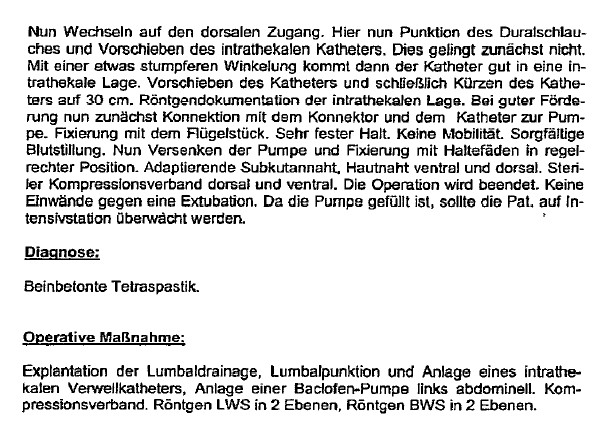 Nun Wechseln auf den dorsalen Zugang. Hier nun Punktion des Duralschlau-
ches und Vorschieben des intrathekalen Katheters. Dies gelingt zunächst nicht.
Mit einer etwas stumpferen Winkelung kommt dann der Katheter gut in eine in-
trathekale Lage. Vorschieben des Katheters und schließlich Kürzen des Kathe-
ters auf 30 cm. Röntgendokumentation der intrathekalen Lage. Bei guter Förde-
rung nun zunächst Konnektion mit dem Konnektor und dem Katheter zur Pum-
pe. Fixierung mit dem Flügelstück. Sehr fester Halt. Keine Mobilität. Sorgfältige
Blutstillung. Nun Versenken der Pumpe und Fixierung mit Haltefäden in regel-
rechter Position. Adaptierende Subkutannaht, Hautnaht ventral und dorsal. Steri-
ler Kompressionsverband dorsal und ventral. Die Operation wird beendet. Keine
Einwände gegen eine Extubation. Da die Pumpe gefüllt ist, sollte die Pat. auf In-
tensivstation überwacht werden.
Diagnose:
Beinbetonte Tetraspastik.
Operative Maßnahme:
Explantation der Lumbaldrainage, Lumbalpunktion und Anlage eines intrathe-
kalen Verweilkatheters, Anlage einer Baclofen-Pumpe links abdominell. Kom-
pressionsverband. Röntgen LWS in 2 Ebenen, Röntgen BWS in 2 Ebenen.